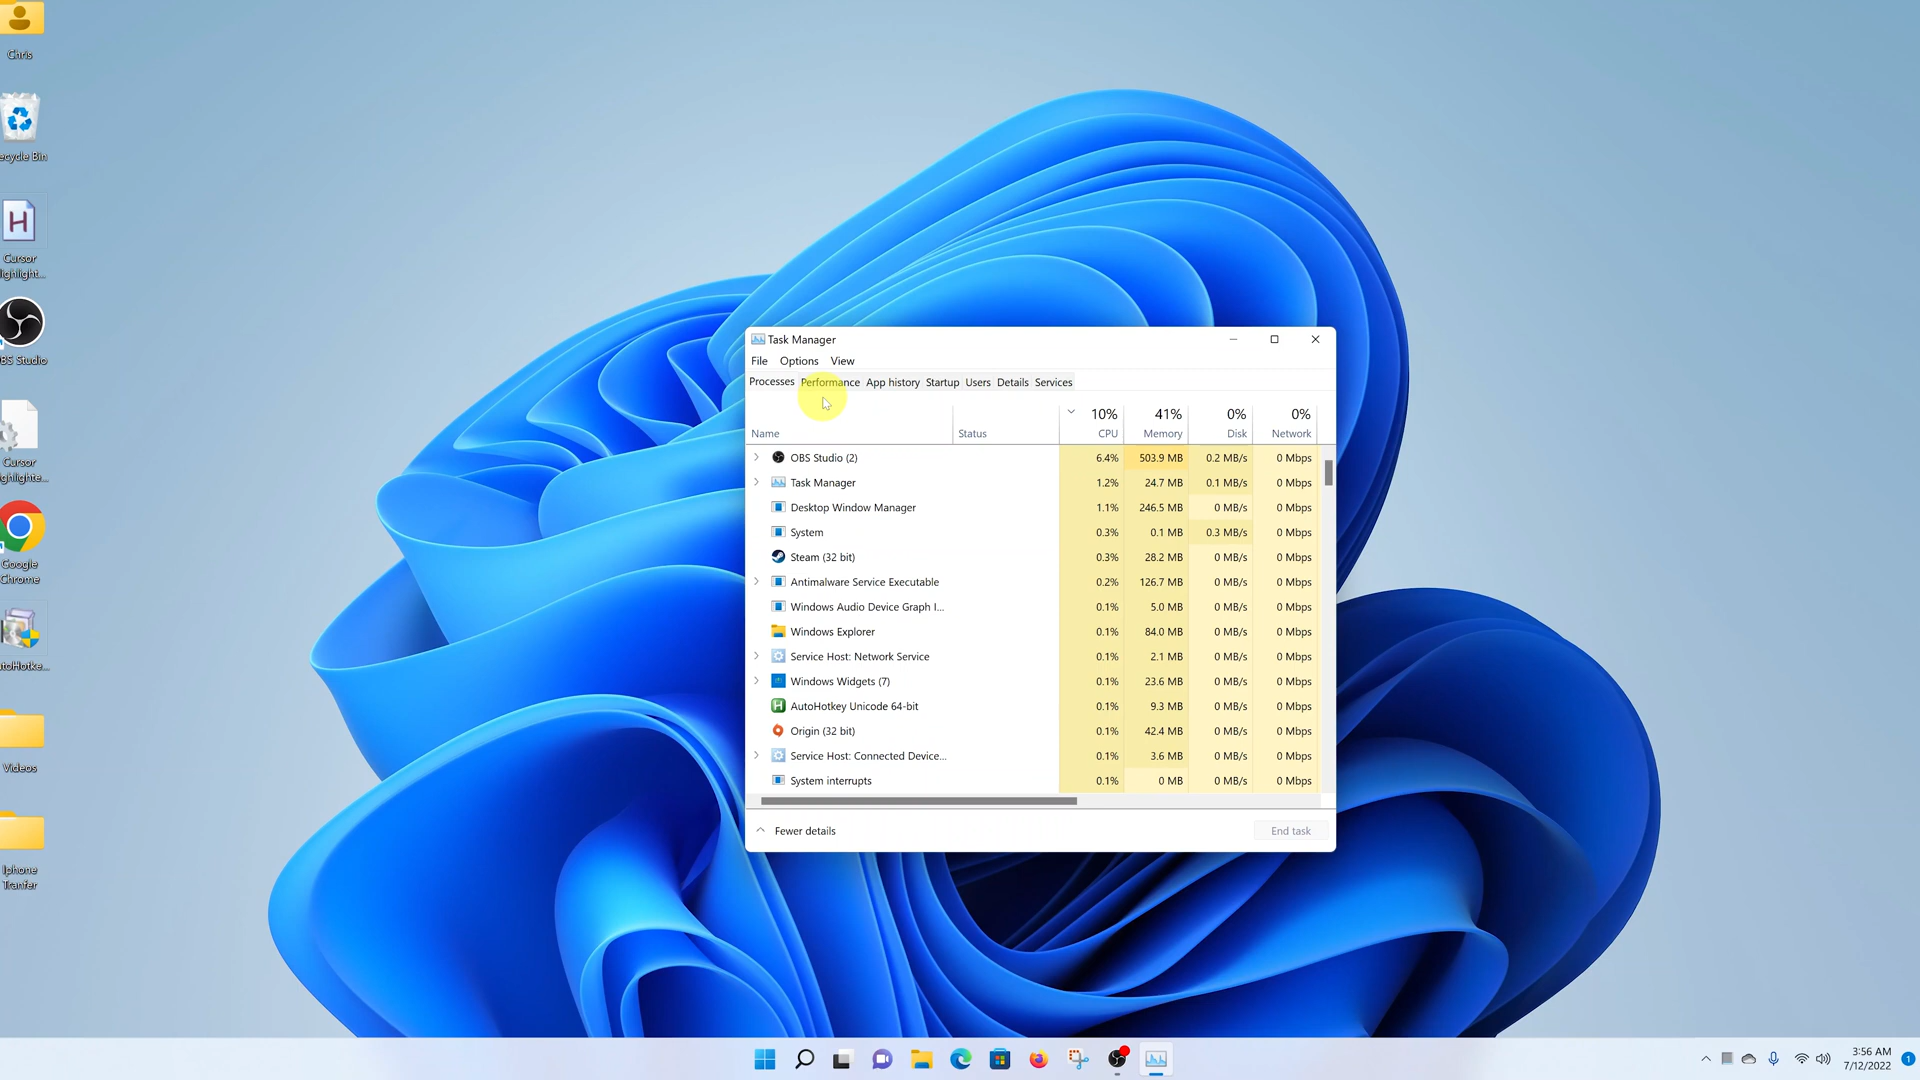 Chris
ecycle Bin
Cursor
ighlight...
BS Studio
Cursor
ighlighte...
Google
Chrome
utoHotke...
Videos
Iphone
Tranfer
Task Manager
File Options View
Processes Performance App history Startup Users Details Services
10% 41% 0% 0%
Name Status CPU Memory Disk Network
OBS Studio (2) 6.4% 503.9 MB 0.2 MB/s 0 Mbps
Task Manager 1.2% 24.7 MB 0.1 MB/s 0 Mbps
Desktop Window Manager 1.1% 246.5 MB 0 MB/s 0 Mbps
System 0.3% 0.1 MB 0.3 MB/s 0 Mbps
Steam (32 bit) 0.3% 28.2 MB 0 MB/s 0 Mbps
Antimalware Service Executable 0.2% 126.7 MB 0 MB/s 0 Mbps
Windows Audio Device Graph I... 0.1% 5.0 MB 0 MB/s 0 Mbps
Windows Explorer 0.1% 84.0 MB 0 MB/s 0 Mbps
Service Host: Network Service 0.1% 2.1 MB 0 MB/s 0 Mbps
Windows Widgets (7) 0.1% 23.6 MB 0 MB/s 0 Mbps
AutoHotkey Unicode 64-bit 0.1% 9.3 MB 0 MB/s 0 Mbps
Origin (32 bit) 0.1% 42.4 MB 0 MB/s 0 Mbps
Service Host: Connected Device... 0.1% 3.6 MB 0 MB/s 0 Mbps
System interrupts 0.1% 0 MB 0 MB/s 0 Mbps
Fewer details End task
3:56 AM
7/12/2022
1